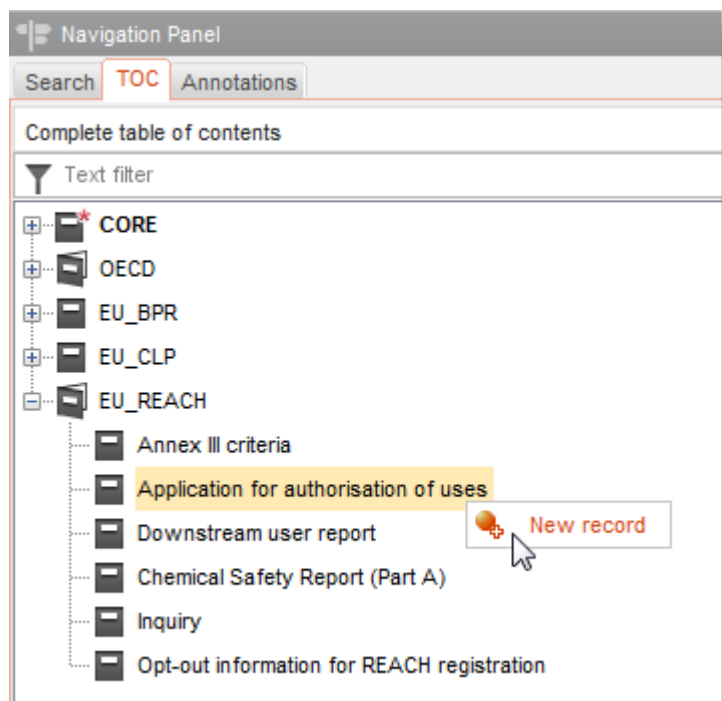 Navigation Panel
Search TOC Annotations
Complete table of contents
Text filter
* CORE
OECD
EU_BPR
EU_CLP
EU_REACH
Annex III criteria
Application for authorisation of uses
New record
Downstream user report
Chemical Safety Report (Part A)
Inquiry
Opt-out information for REACH registration